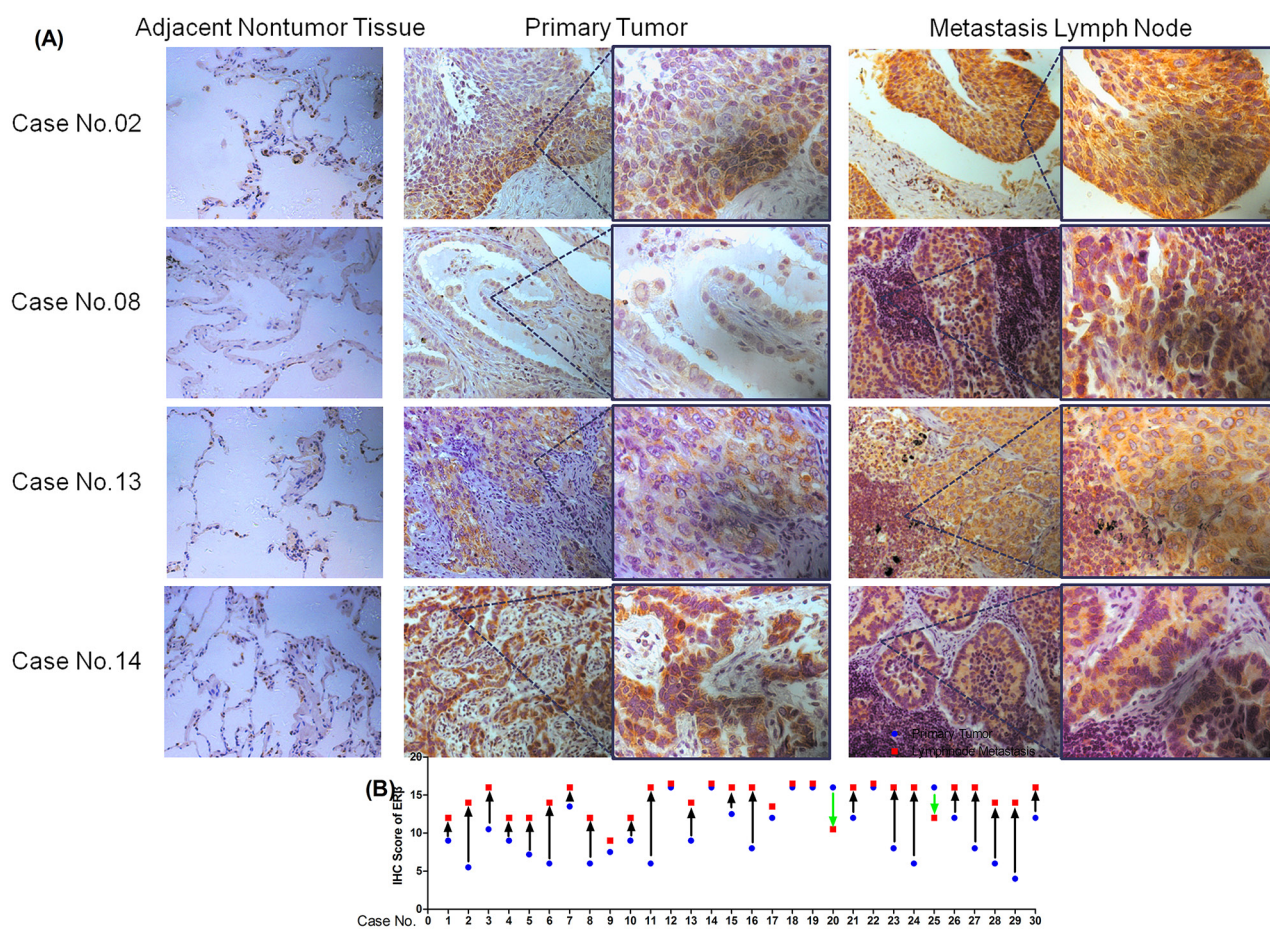 (A)
Adjacent Nontumor Tissue
Primary Tumor
Metastasis Lymph Node
Case No.02
Case No.08
Case No.13
Case No.14
(B)
Primary Tumor
Lymphnode Metastasis
IHC Score of ERβ
20
15
10
5
0
Case No. 0 1 2 3 4 5 6 7 8 9 10 11 12 13 14 15 16 17 18 19 20 21 22 23 24 25 26 27 28 29 30